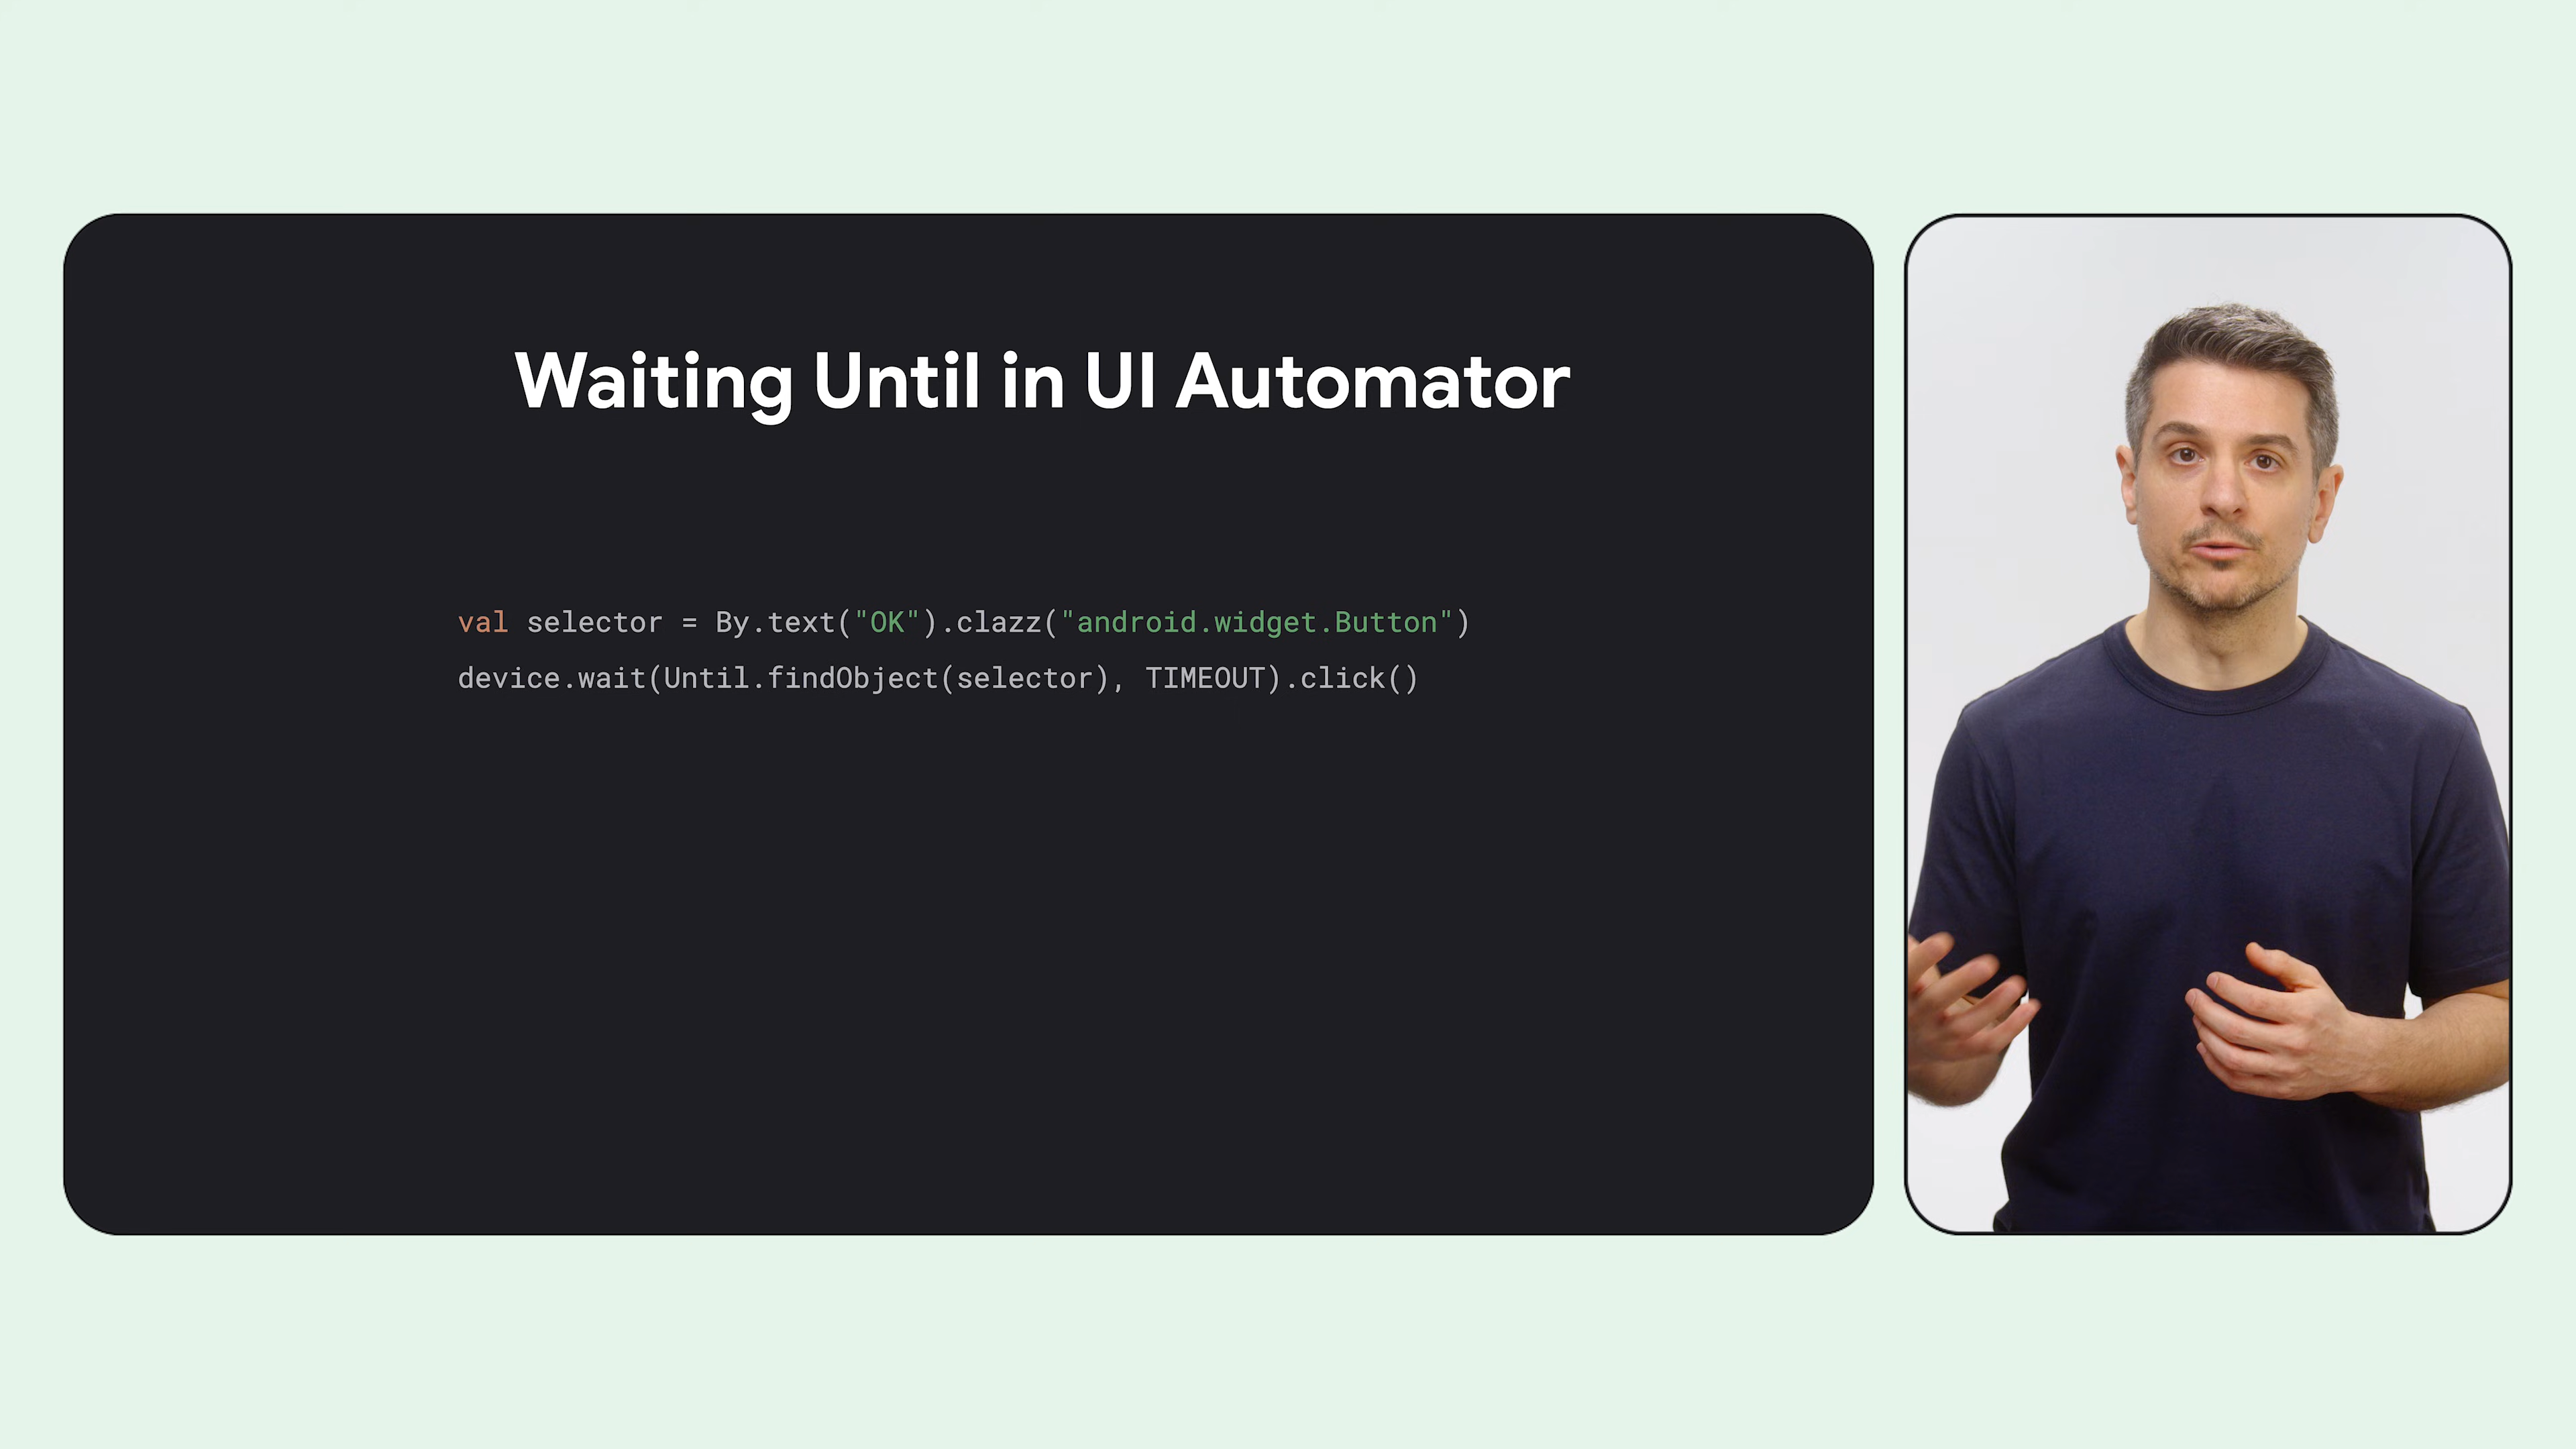 Waiting Until in UI Automator
val selector = By.text("OK").clazz("android.widget.Button")
device.wait(Until.findObject(selector), TIMEOUT).click()